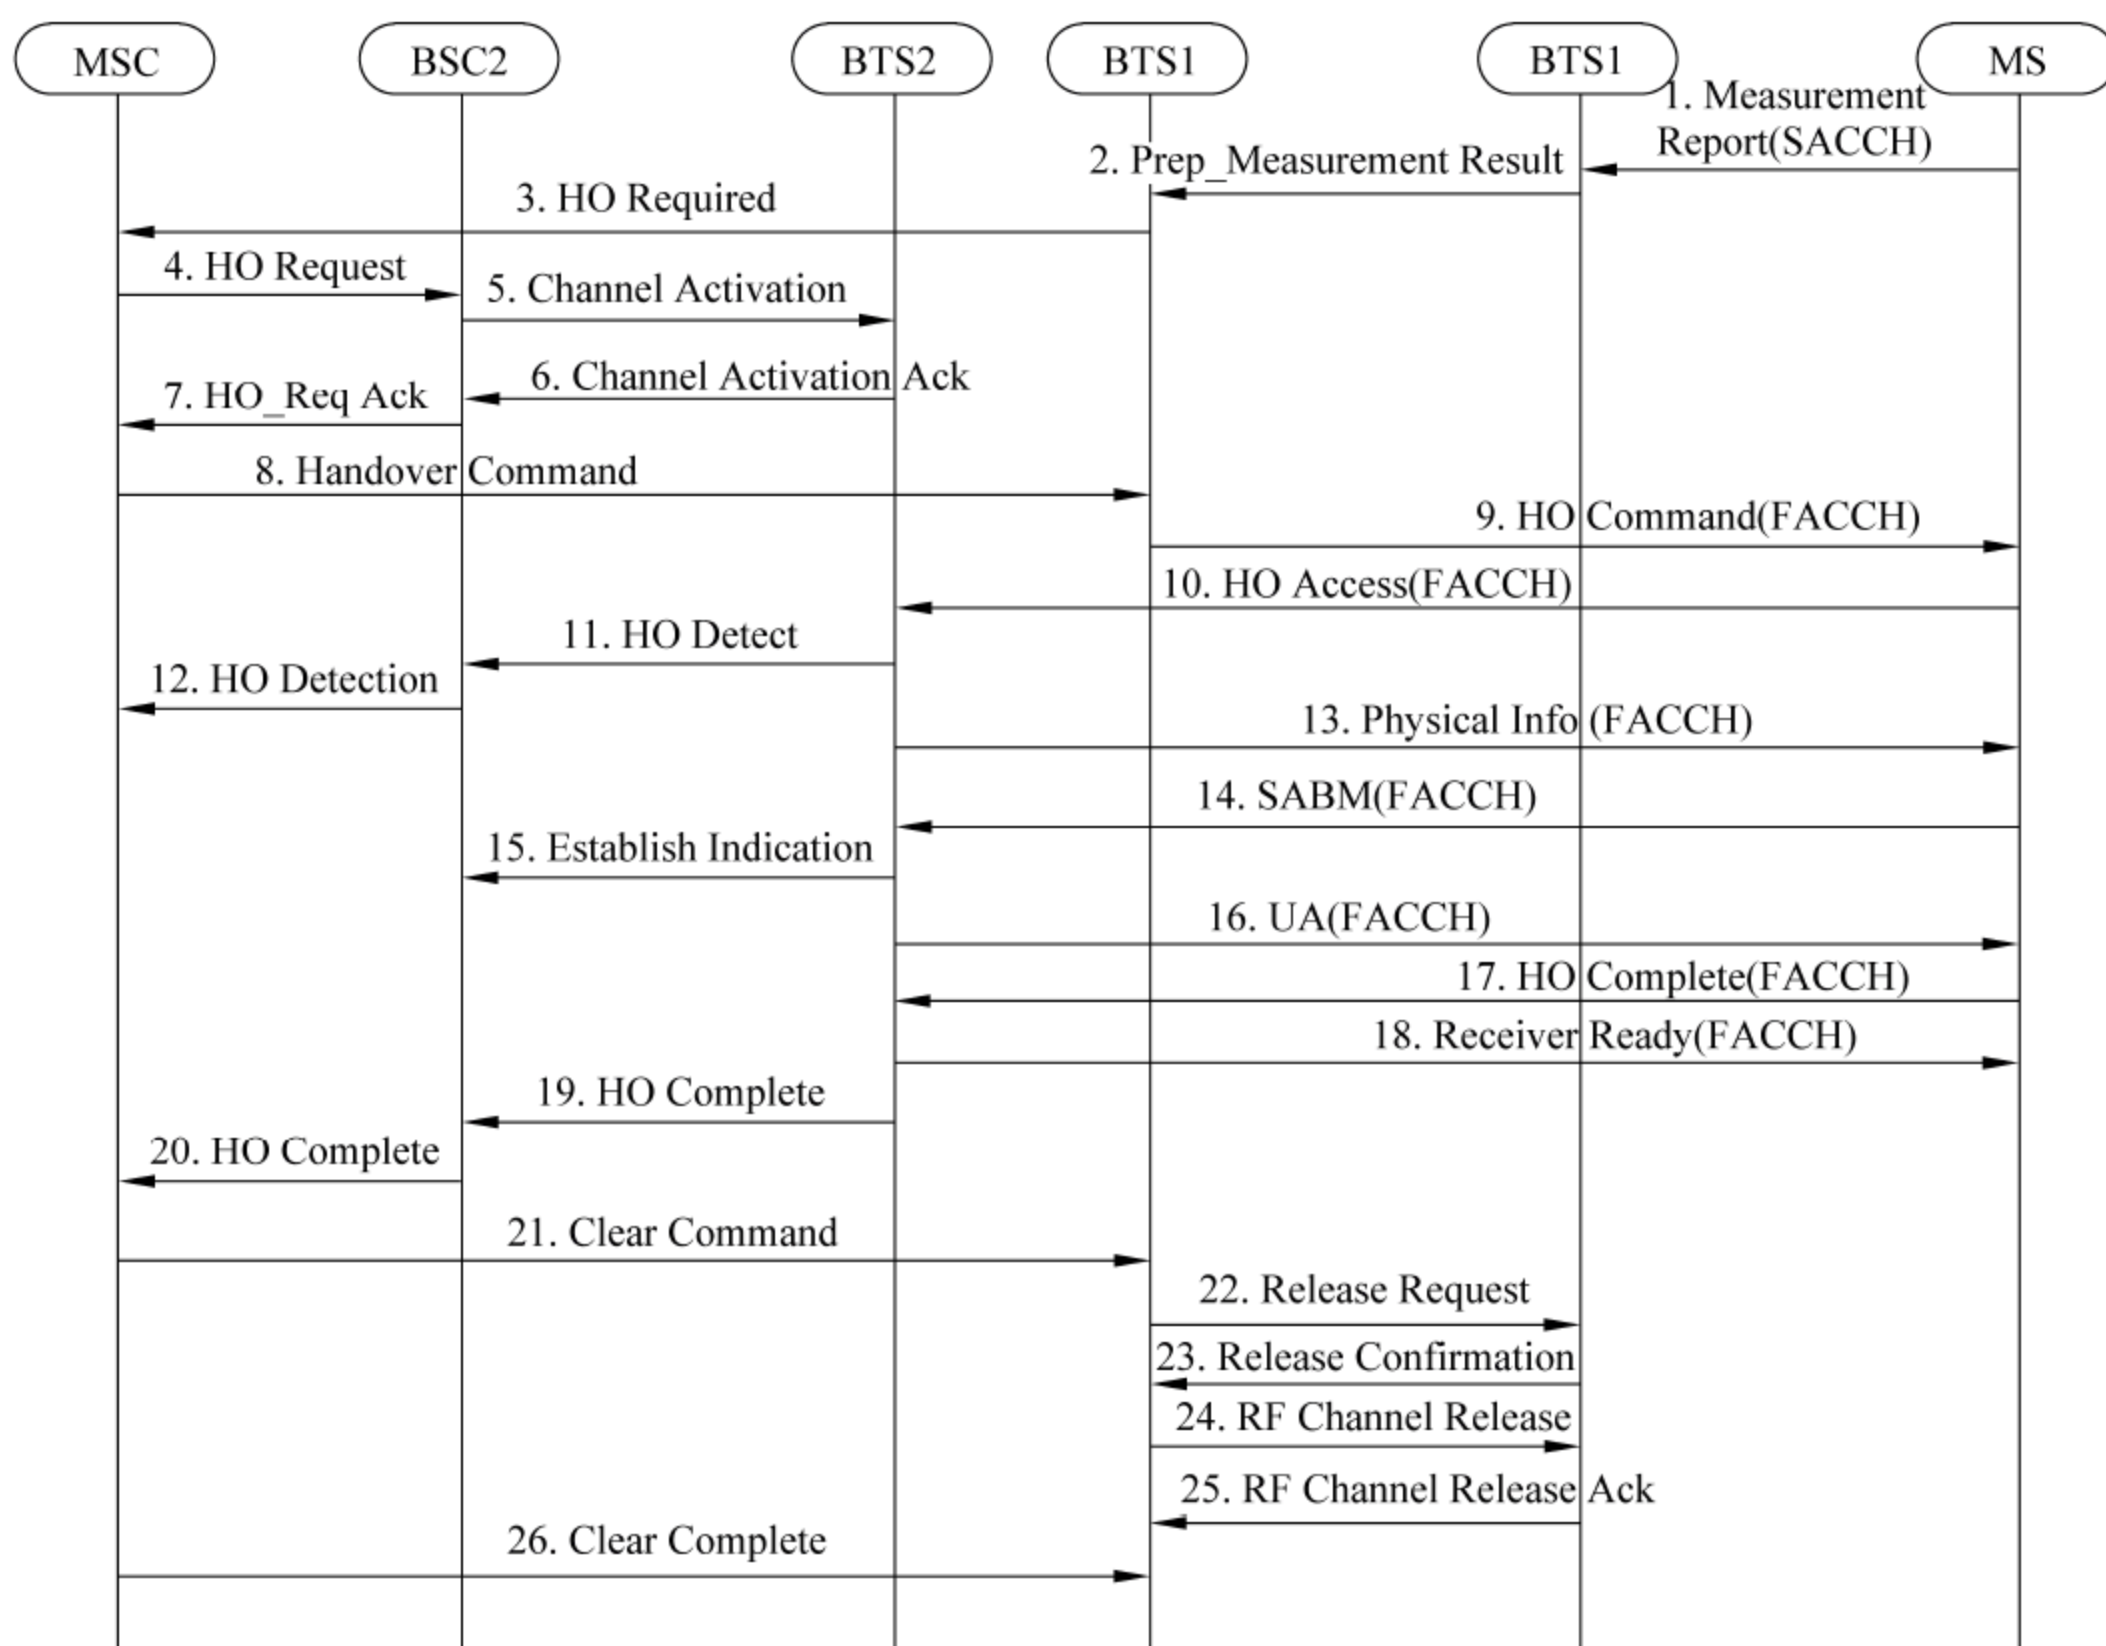 MSC
BSC2
BTS2
BTS1
BTS1
MS
1. Measurement
Report(SACCH)
2. Prep_Measurement Result
3. HO Required
4. HO Request
5. Channel Activation
6. Channel Activation Ack
7. HO_Req Ack
8. Handover Command
9. HO Command(FACCH)
10. HO Access(FACCH)
11. HO Detect
12. HO Detection
13. Physical Info (FACCH)
14. SABM(FACCH)
15. Establish Indication
16. UA(FACCH)
17. HO Complete(FACCH)
18. Receiver Ready(FACCH)
19. HO Complete
20. HO Complete
21. Clear Command
22. Release Request
23. Release Confirmation
24. RF Channel Release
25. RF Channel Release Ack
26. Clear Complete